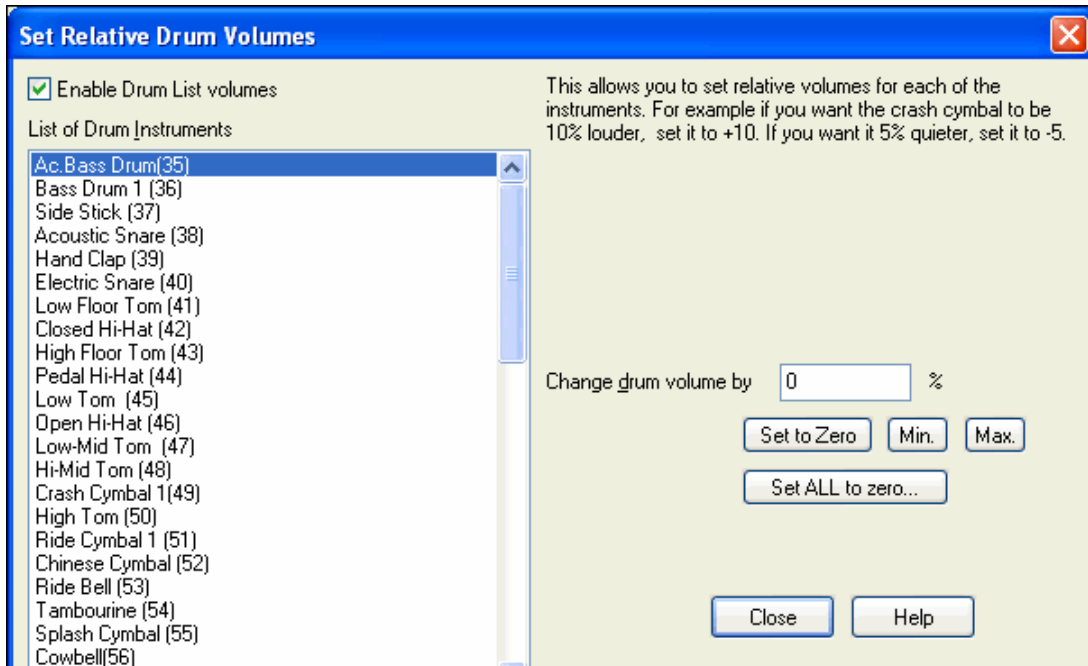 Set Relative Drum Volumes
Enable Drum List volumes
List of Drum Instruments
Ac.Bass Drum(35)
Bass Drum 1 (36)
Side Stick (37)
Acoustic Snare (38)
Hand Clap (39)
Electric Snare (40)
Low Floor Tom (41)
Closed Hi-Hat (42)
High Floor Tom (43)
Pedal Hi-Hat (44)
Low Tom  (45)
Open Hi-Hat (46)
Low-Mid Tom  (47)
Hi-Mid Tom (48)
Crash Cymbal 1(49)
High Tom (50)
Ride Cymbal 1 (51)
Chinese Cymbal (52)
Ride Bell (53)
Tambourine (54)
Splash Cymbal (55)
Cowbell(56)
This allows you to set relative volumes for each of the
instruments. For example if you want the crash cymbal to be
10% louder,  set it to +10. If you want it 5% quieter, set it to -5.
Change drum volume by 0 %
Set to Zero Min. Max.
Set ALL to zero...
Close Help